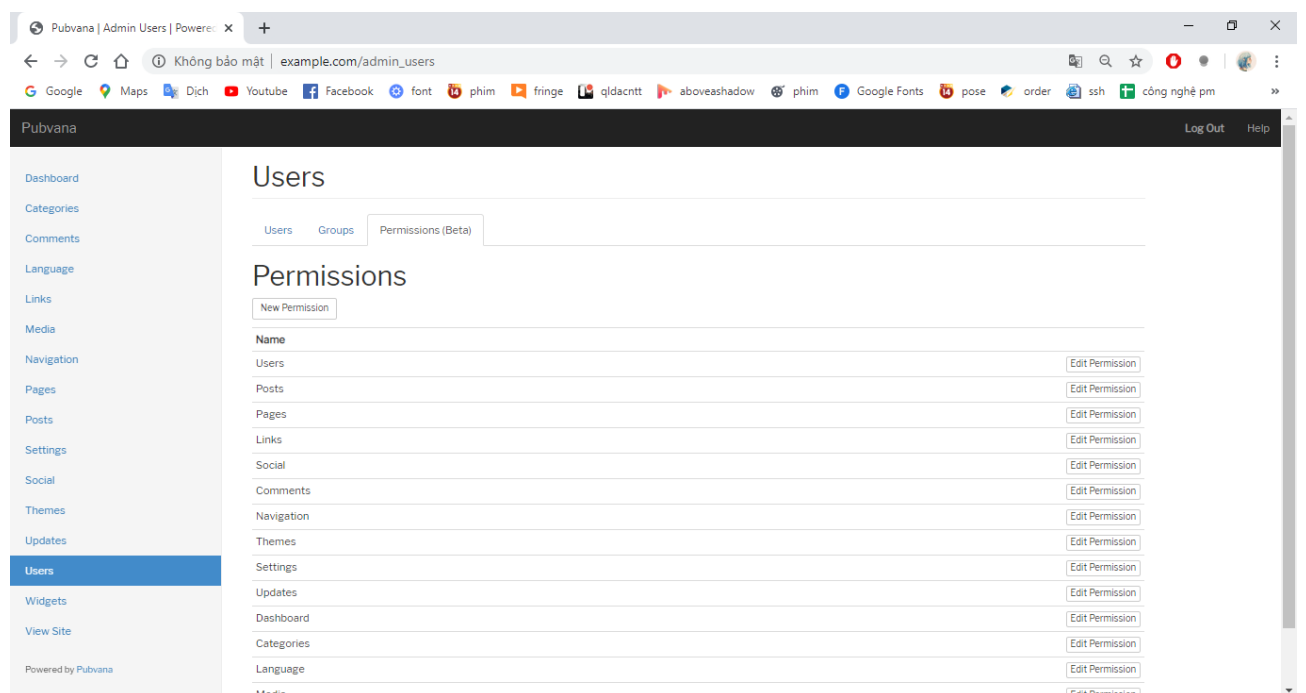 Pubvana | Admin Users | Powered
Không bảo mật | example.com/admin_users
Google Maps Dịch Youtube Facebook font phim fringe qldacntt aboveashadow phim Google Fonts pose order ssh công nghệ pm »
Pubvana Log Out Help
Dashboard
Categories
Comments
Language
Links
Media
Navigation
Pages
Posts
Settings
Social
Themes
Updates
Users
Widgets
View Site
Powered by Pubvana
Users
Users Groups Permissions (Beta)
Permissions
New Permission
Name
Users Edit Permission
Posts Edit Permission
Pages Edit Permission
Links Edit Permission
Social Edit Permission
Comments Edit Permission
Navigation Edit Permission
Themes Edit Permission
Settings Edit Permission
Updates Edit Permission
Dashboard Edit Permission
Categories Edit Permission
Language Edit Permission
Media Edit Permission